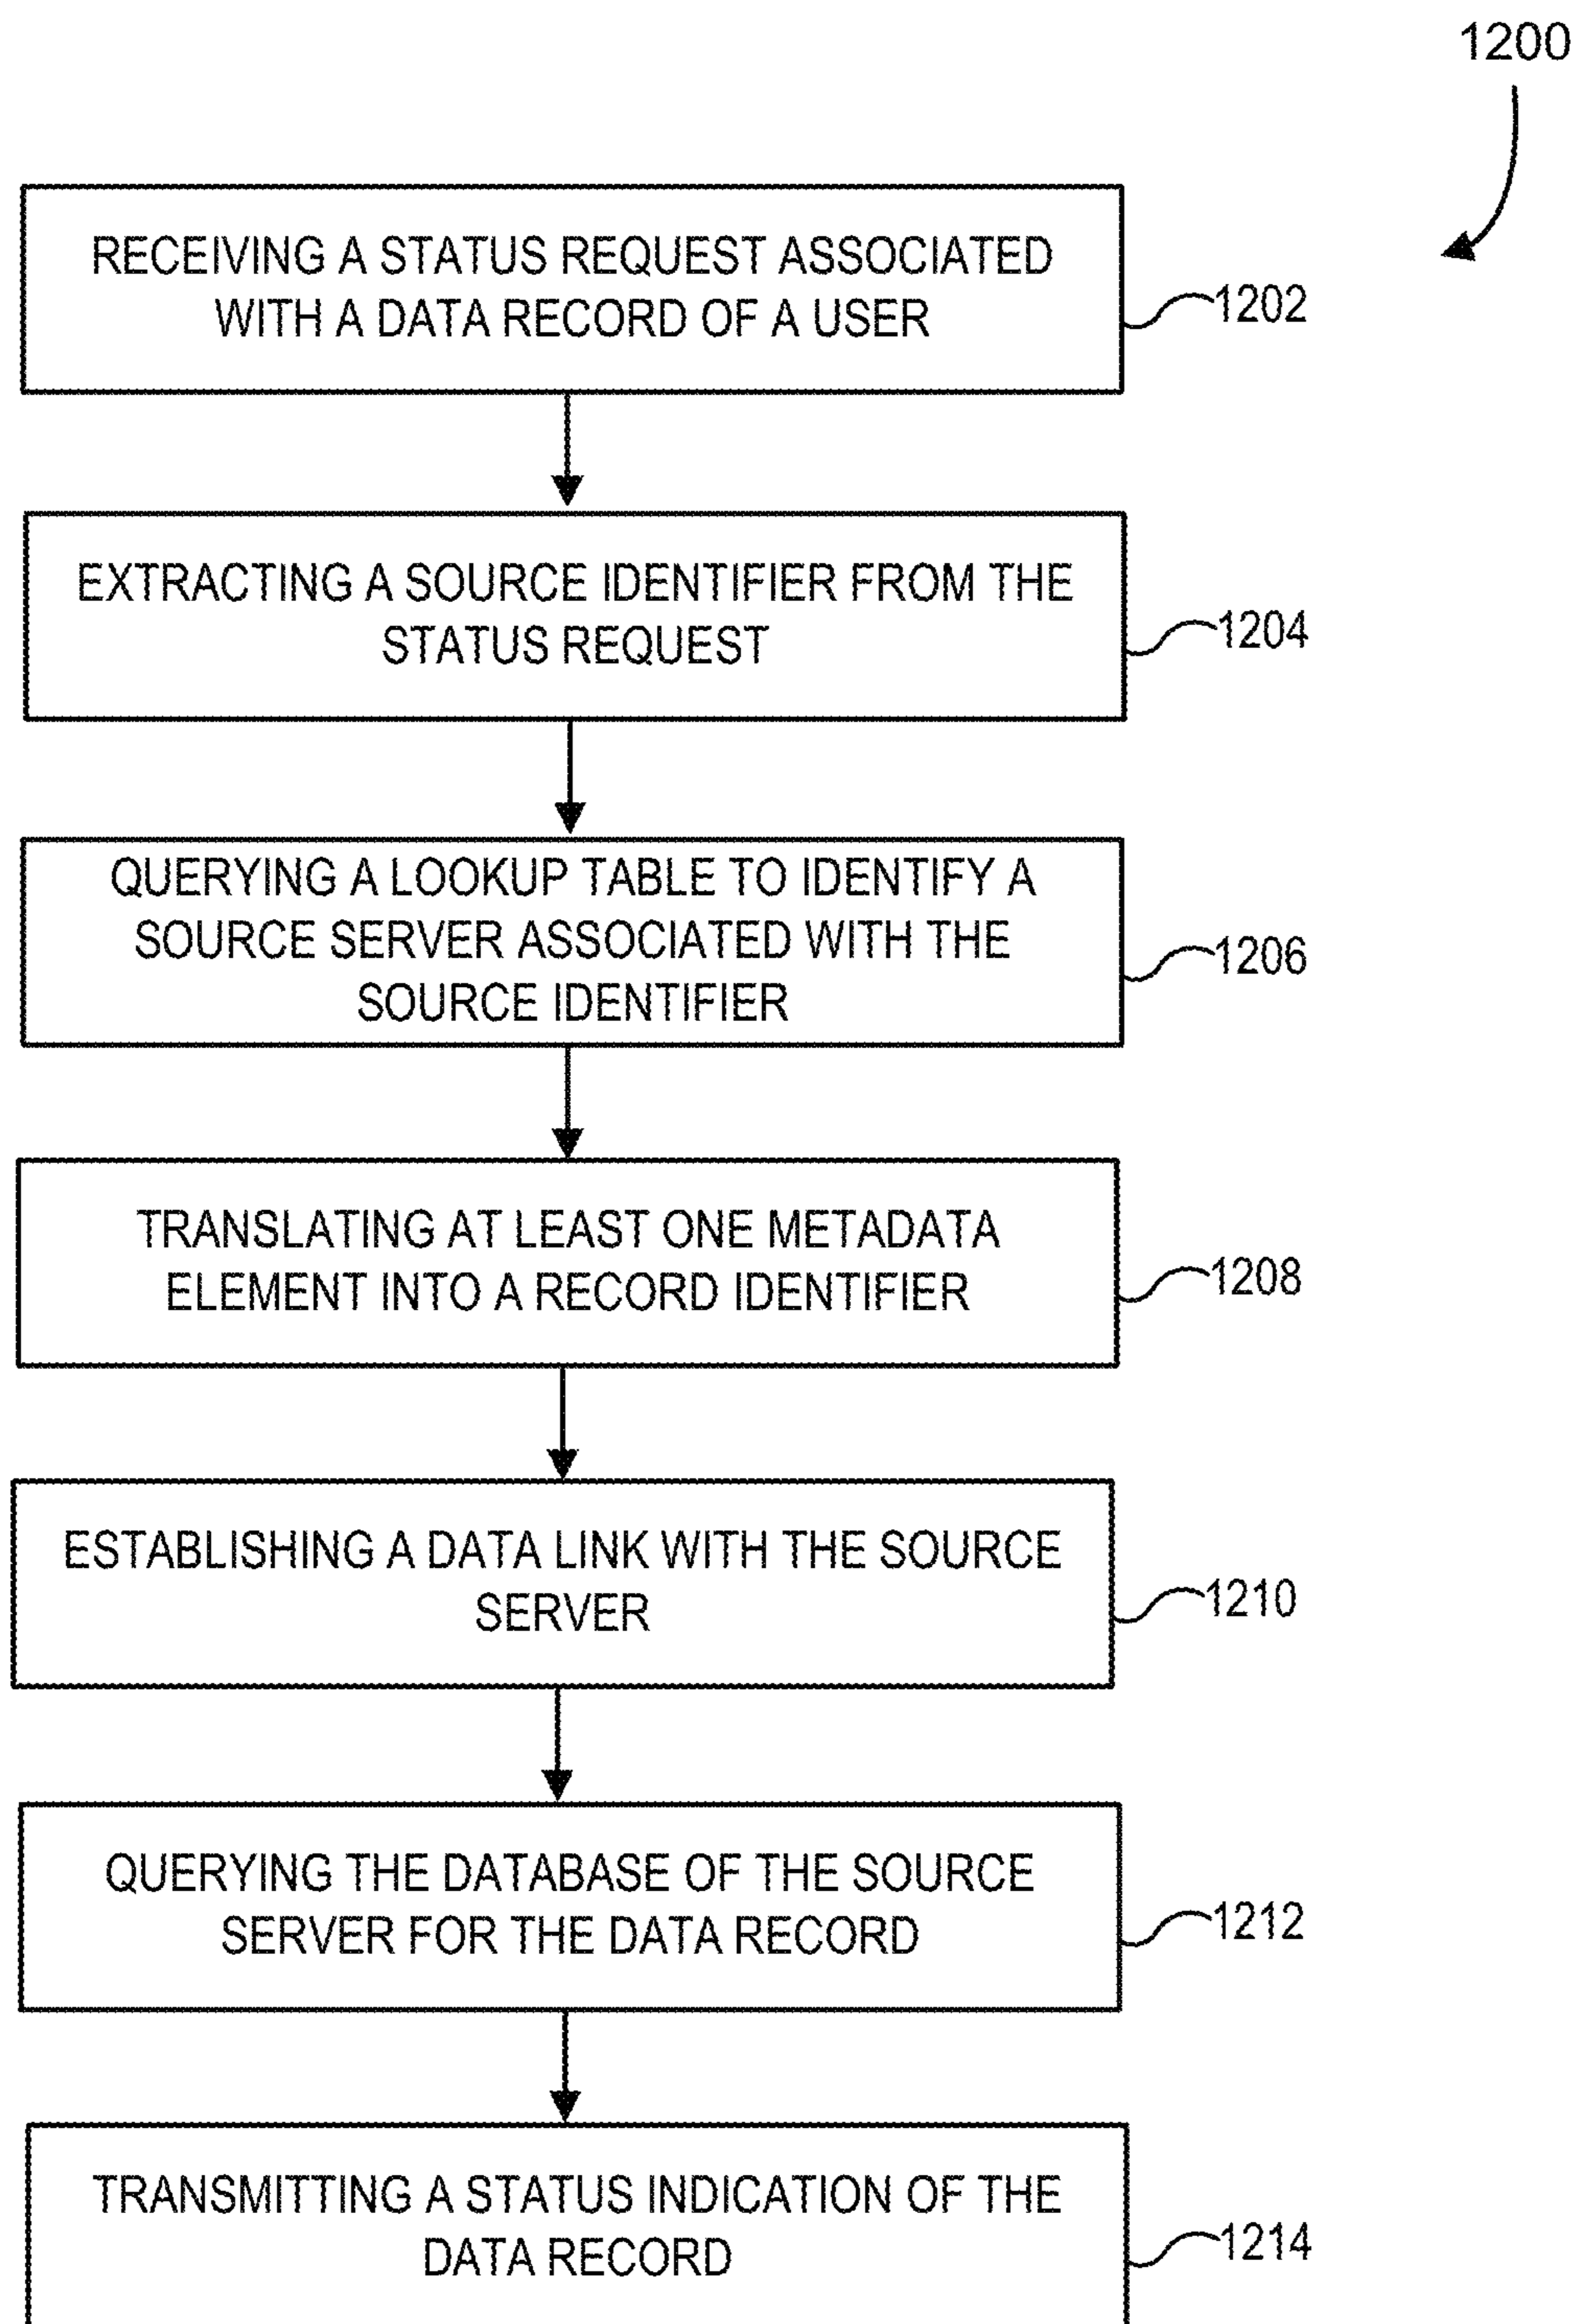 1200
RECEIVING A STATUS REQUEST ASSOCIATED
WITH A DATA RECORD OF A USER
1202
EXTRACTING A SOURCE IDENTIFIER FROM THE
STATUS REQUEST
1204
QUERYING A LOOKUP TABLE TO IDENTIFY A
SOURCE SERVER ASSOCIATED WITH THE
SOURCE IDENTIFIER
1206
TRANSLATING AT LEAST ONE METADATA
ELEMENT INTO A RECORD IDENTIFIER
1208
ESTABLISHING A DATA LINK WITH THE SOURCE
SERVER
1210
QUERYING THE DATABASE OF THE SOURCE
SERVER FOR THE DATA RECORD
1212
TRANSMITTING A STATUS INDICATION OF THE
DATA RECORD
1214